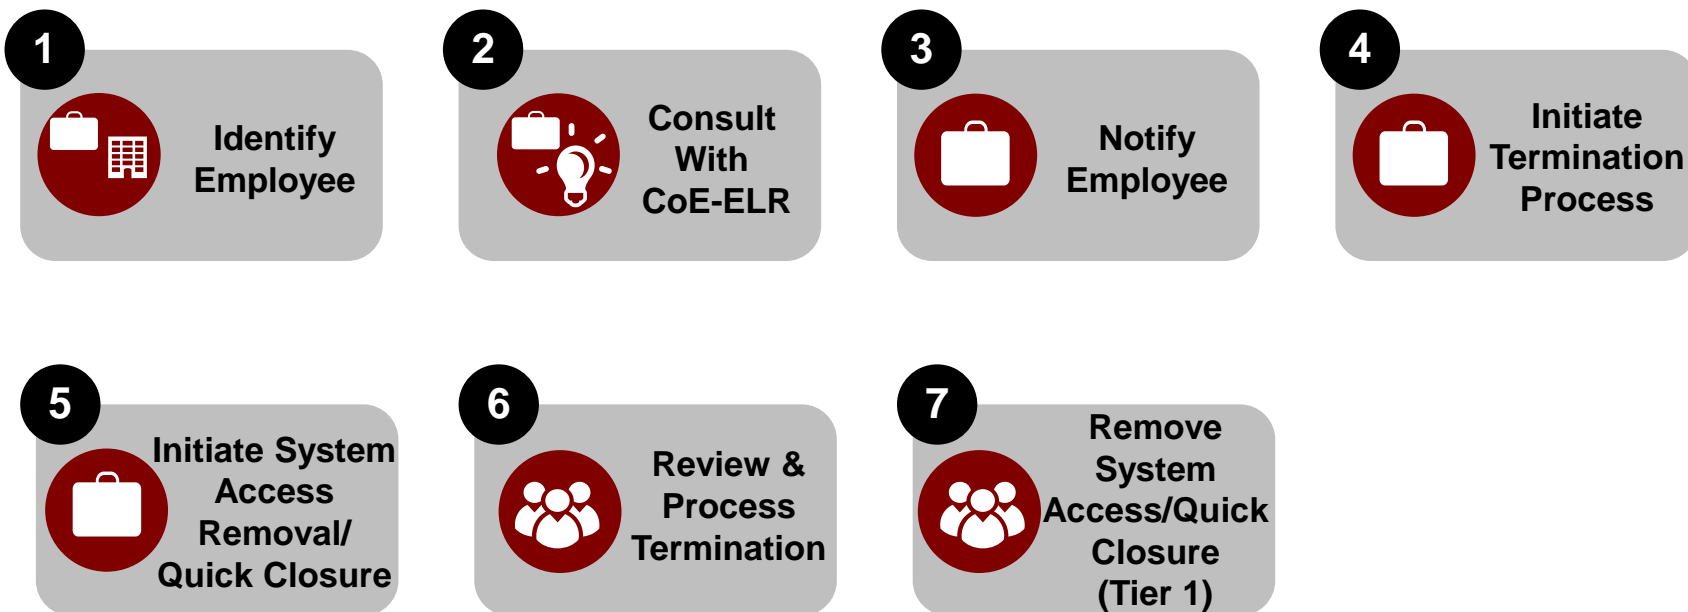 1
Identify
Employee
2
Consult
With
CoE-ELR
3
Notify
Employee
4
Initiate
Termination
Process
5
Initiate System
Access
Removal/
Quick Closure
6
Review &
Process
Termination
7
Remove
System
Access/Quick
Closure
(Tier 1)